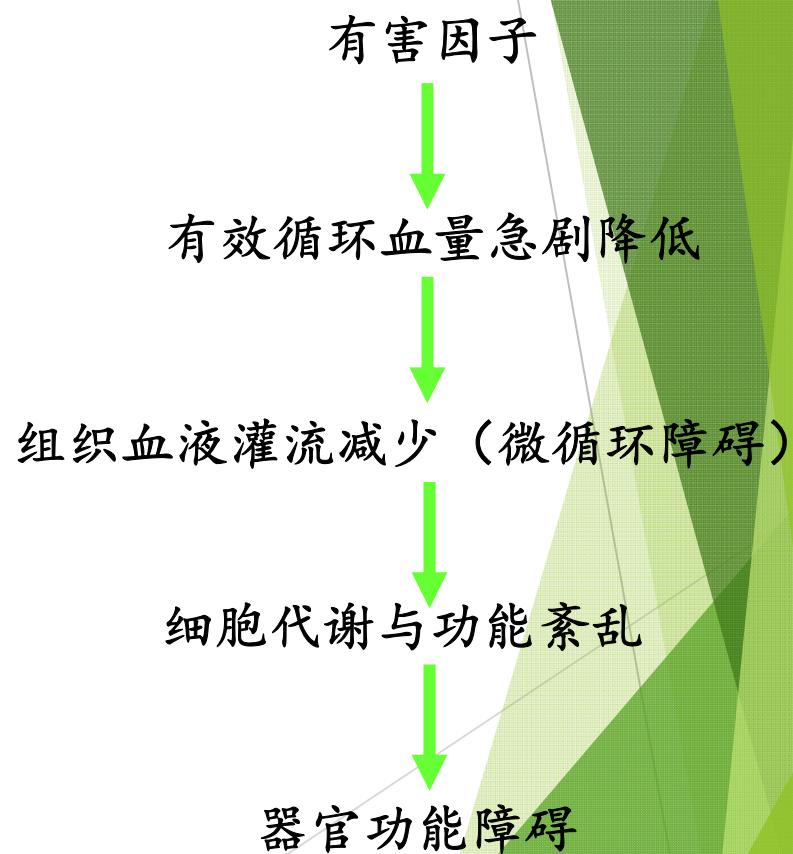 有害因子
有效循环血量急剧降低
组织血液灌流减少（微循环障碍）
细胞代谢与功能紊乱
器官功能障碍